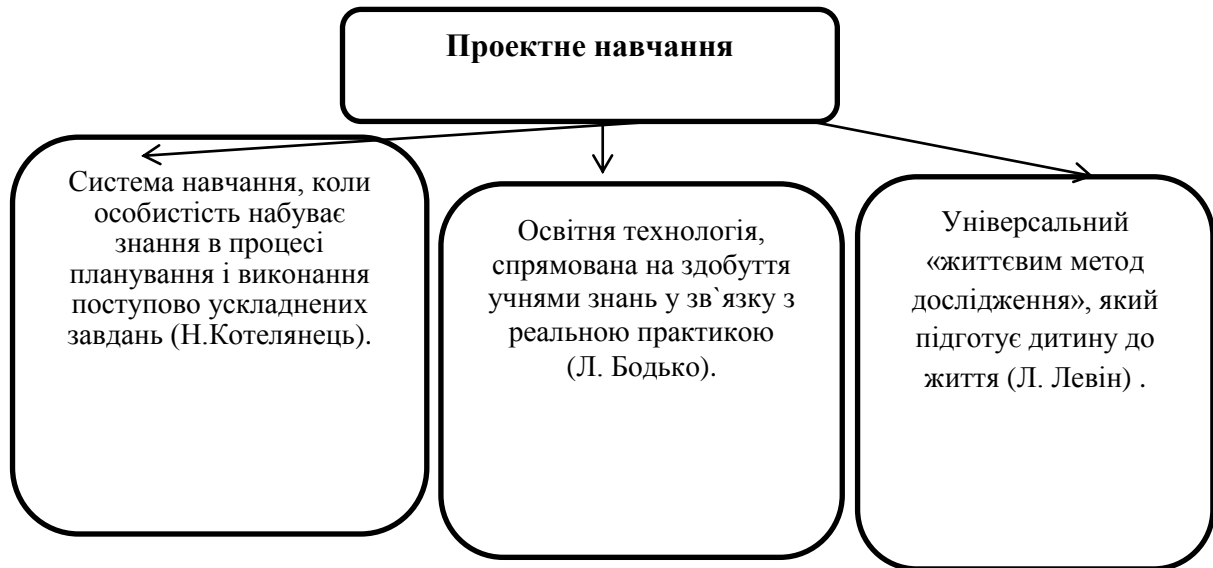 Проектне навчання
Система навчання, коли
особистість набуває
знання в процесі
планування і виконання
поступово ускладнених
завдань (Н.Котелянець).
Освітня технологія,
спрямована на здобуття
учнями знань у зв`язку з
реальною практикою
(Л. Бодько).
Універсальний
«життєвим метод
дослідження», який
підготує дитину до
життя (Л. Левін) .